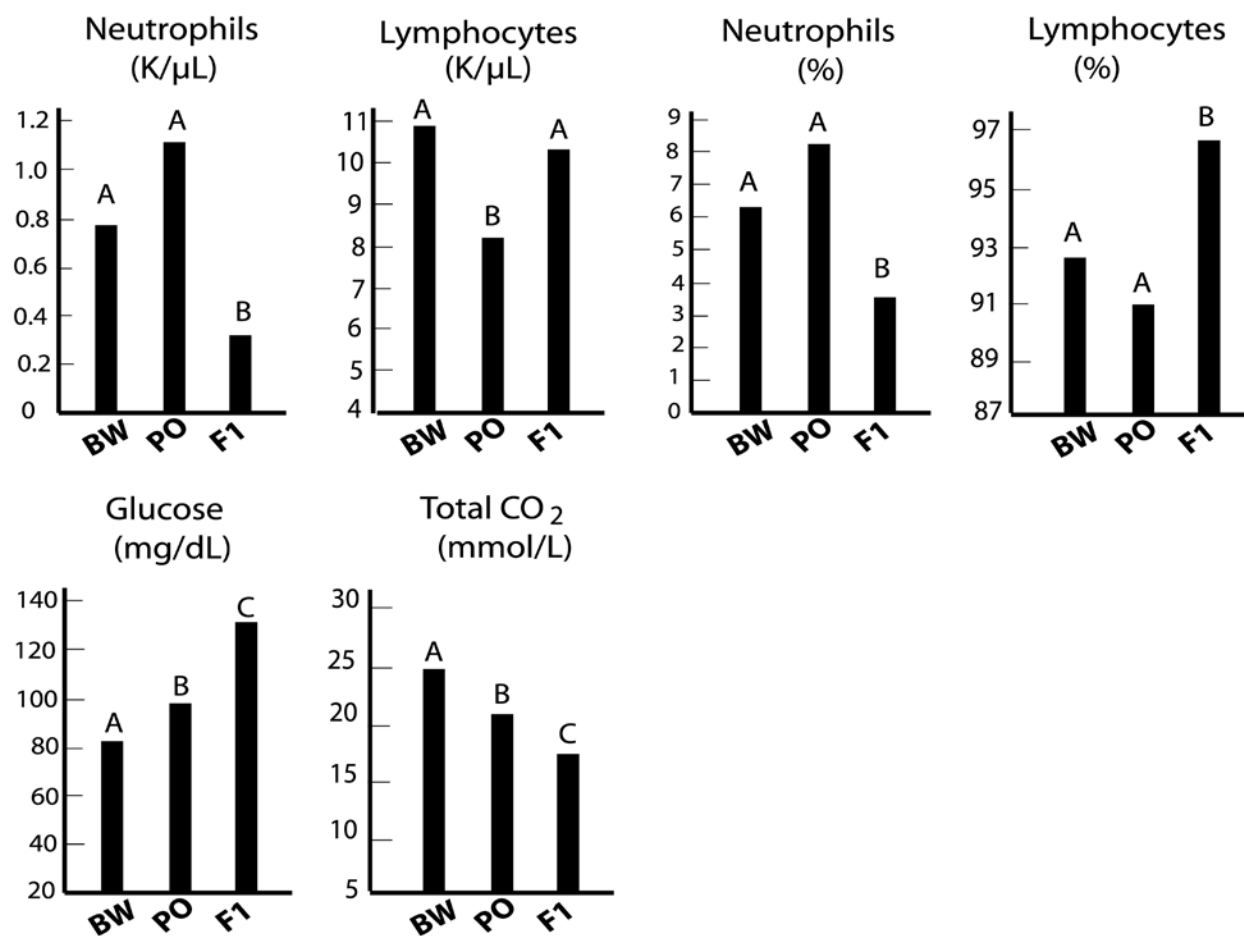 Neutrophils
(K/µL)
1.2
1.0
0.8
0.6
0.4
0.2
0
A
A
B
BW
PO
F1
Lymphocytes
(K/µL)
11
10
9
8
7
6
5
4
A
B
A
BW
PO
F1
Neutrophils
(%)
9
8
7
6
5
4
3
2
1
0
A
A
B
BW
PO
F1
Lymphocytes
(%)
97
95
93
91
89
87
A
A
B
BW
PO
F1
Glucose
(mg/dL)
140
120
100
80
60
40
20
A
B
C
BW
PO
F1
Total CO₂
(mmol/L)
30
25
20
15
10
5
A
B
C
BW
PO
F1